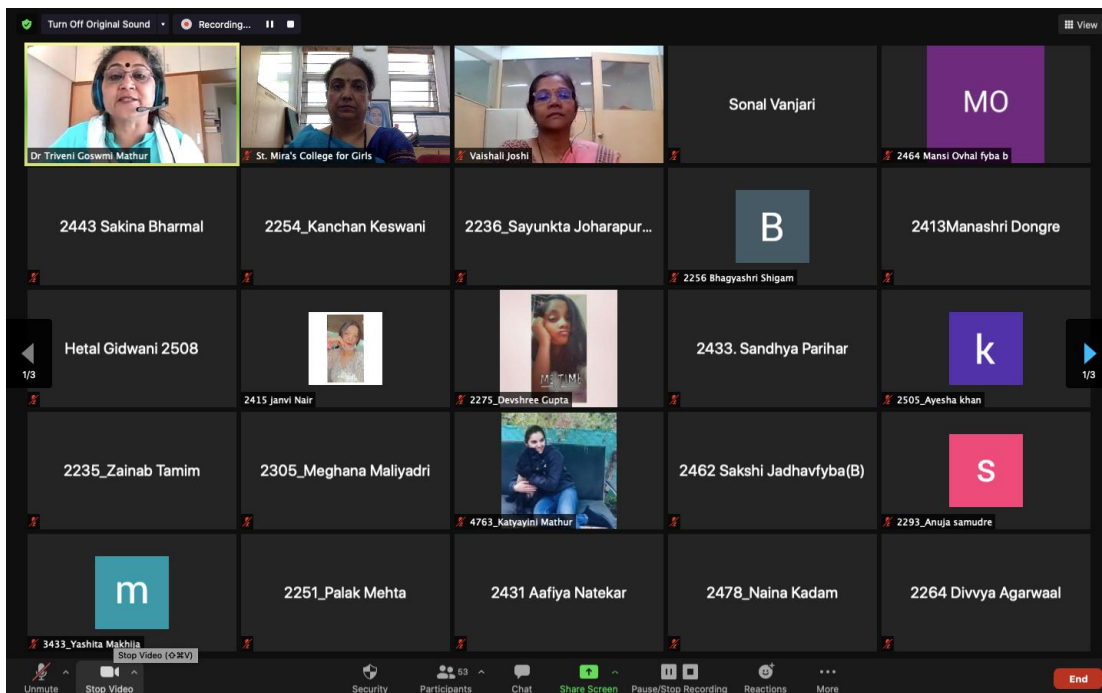 Turn Off Original Sound
Recording...
View
Dr Triveni Goswmi Mathur
St. Mira's College for Girls
Vaishali Joshi
Sonal Vanjari
MO
2464 Mansi Ovhal fyba b
2443 Sakina Bharmal
2254_Kanchan Keswani
2236_Sayunkta Joharapur...
B
2256 Bhagyashri Shigam
2413Manashri Dongre
1/3
Hetal Gidwani 2508
2415 janvi Nair
ME TIME
2275_Devshree Gupta
2433. Sandhya Parihar
k
2505_Ayesha khan
1/3
2235_Zainab Tamim
2305_Meghana Maliyadri
4763_Katyayini Mathur
2462 Sakshi Jadhavfyba(B)
s
2293_Anuja samudre
m
3433_Yashita Makhija
2251_Palak Mehta
2431 Aafiya Natekar
2478_Naina Kadam
2264 Divvya Agarwaal
Stop Video (⇧⌘V)
Unmute
Stop Video
Security
53
Participants
Chat
Share Screen
Pause/Stop Recording
Reactions
More
End